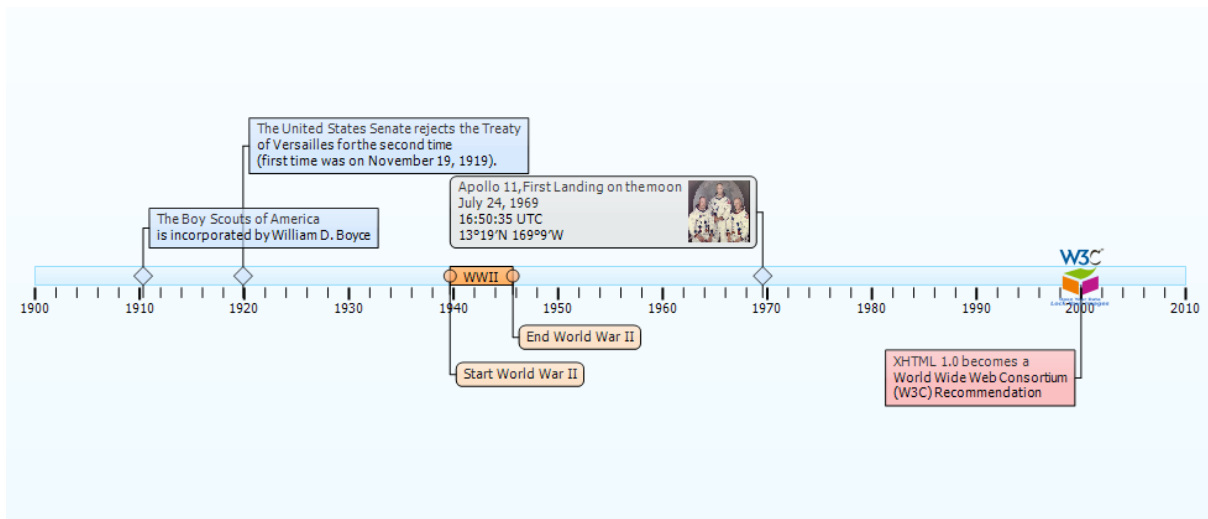 The United States Senate rejects the Treaty
of Versailles for the second time
(first time was on November 19, 1919).
Apollo 11, First Landing on the moon
July 24, 1969
16:50:35 UTC
13°19'N 169°9'W
The Boy Scouts of America
is incorporated by William D. Boyce
W3C
WWII
1900
1910
1920
1930
1940
1950
1960
1970
1980
1990
2000
2010
End World War II
Start World War II
XHTML 1.0 becomes a
World Wide Web Consortium
(W3C) Recommendation